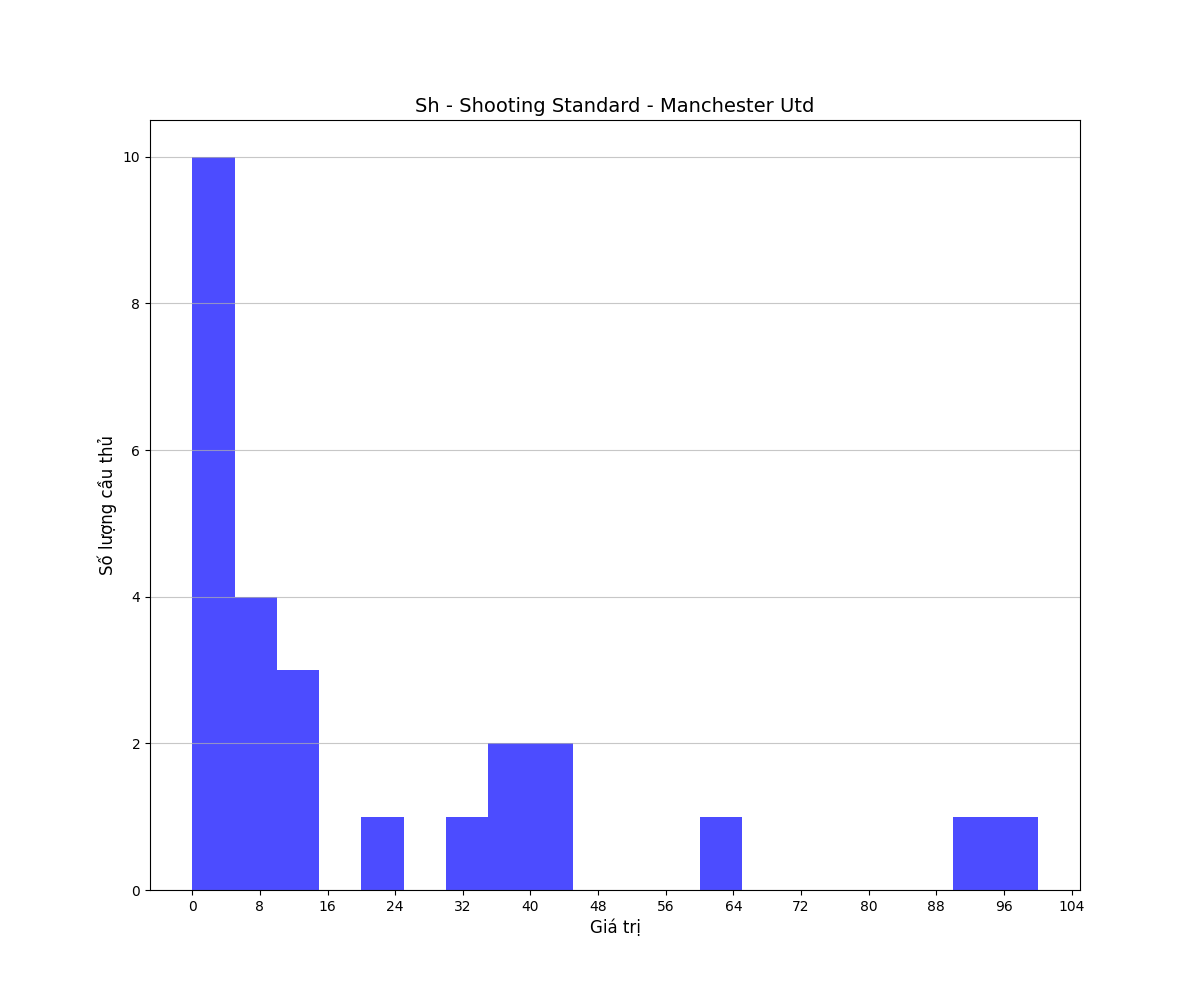 Sh - Shooting Standard - Manchester Utd
10
8
6
4
2
0
Số lượng cầu thủ
0 8 16 24 32 40 48 56 64 72 80 88 96 104
Giá trị